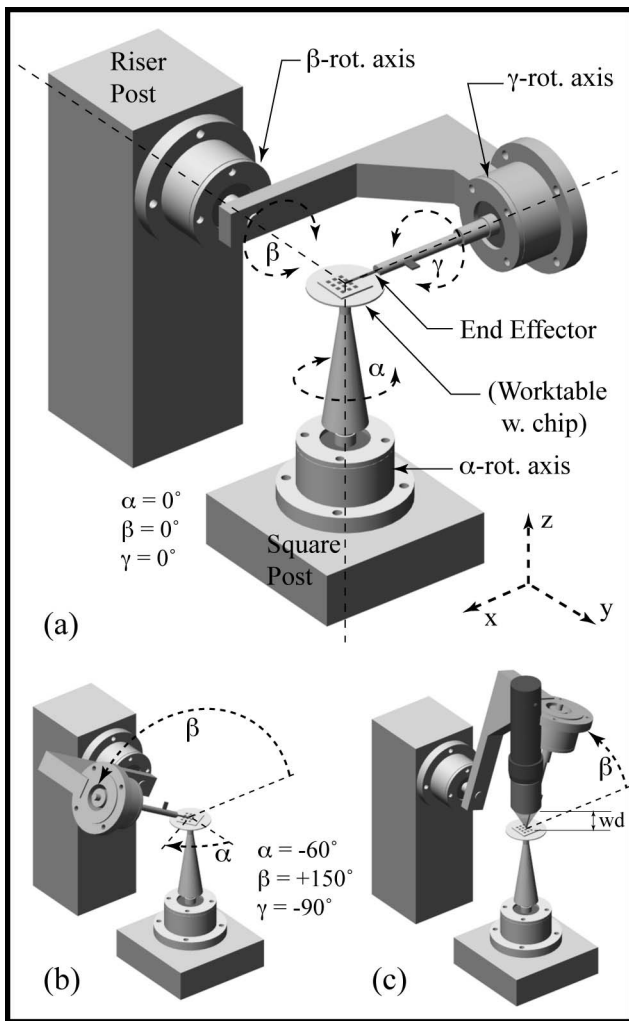 Riser
Post
β-rot. axis
γ-rot. axis
β
γ
End Effector
α
(Worktable
w. chip)
α-rot. axis
α = 0°
β = 0°
γ = 0°
Square
Post
z
x
y
(a)
β
α
α = -60°
β = +150°
γ = -90°
(b)
β
wd
(c)